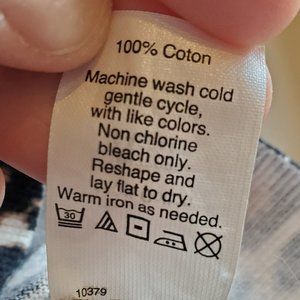 100% Coton
Machine wash cold
gentle cycle,
with like colors.
Non chlorine
bleach only.
Reshape and
lay flat to dry.
Warm iron as needed.
30
10379